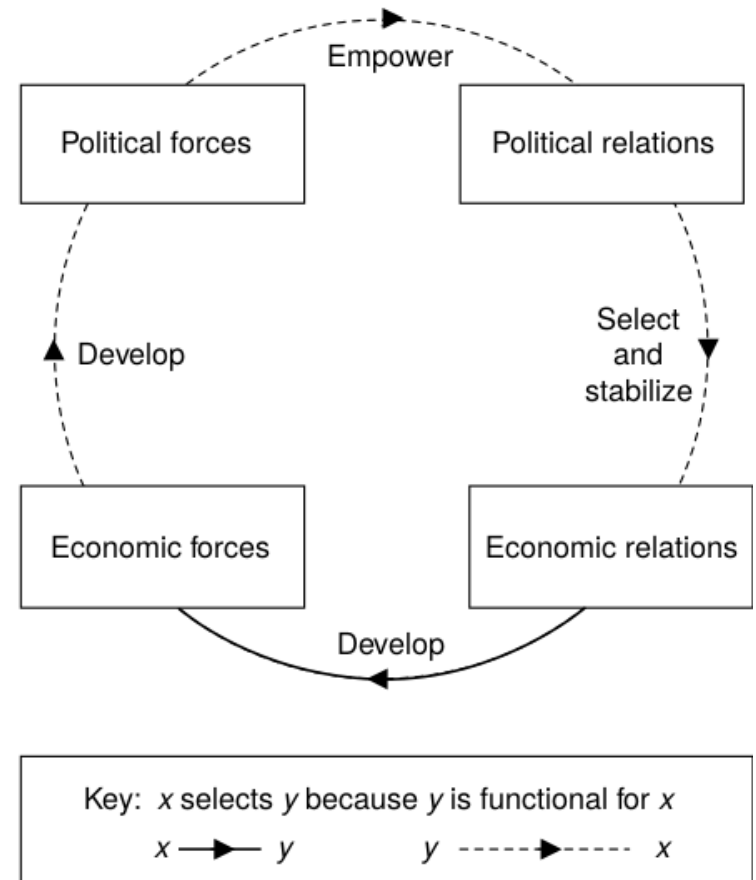 Empower
Political forces
Political relations
Develop
Select
and
stabilize
Economic forces
Economic relations
Develop
Key: x selects y because y is functional for x
x y y x